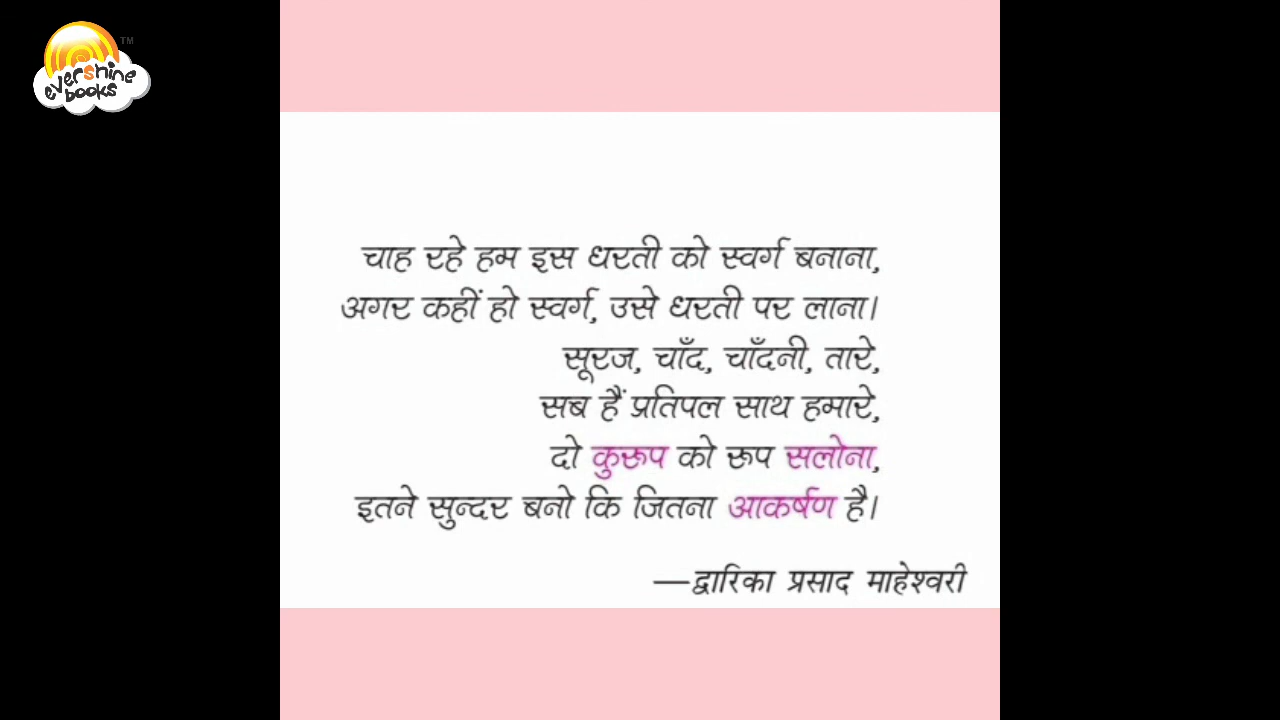 evershine
books
TM
चाह रहे हम इस धरती को स्वर्ग बनाना,
अगर कहीं हो स्वर्ग, उसे धरती पर लाना।
सूरज, चाँद, चाँदनी, तारे,
सब हैं प्रतिपल साथ हमारे,
दो कुरूप को रूप सलोना,
इतने सुन्दर बनो कि जितना आकर्षण है।
—द्वारिका प्रसाद माहेश्वरी